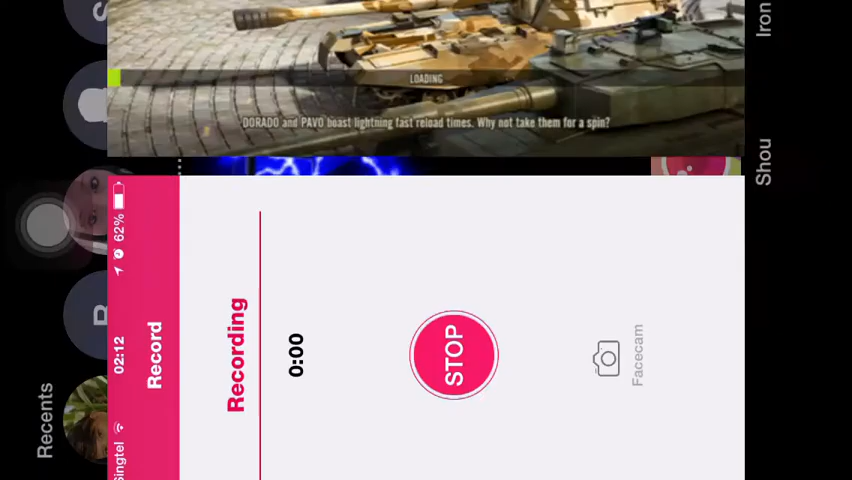 LOADING
DORADO and PAVO boast lightning fast reload times. Why not take them for a spin?
Iron
Shou
Singtel
02:12
62%
Record
Recording
0:00
STOP
Facecam
Recents